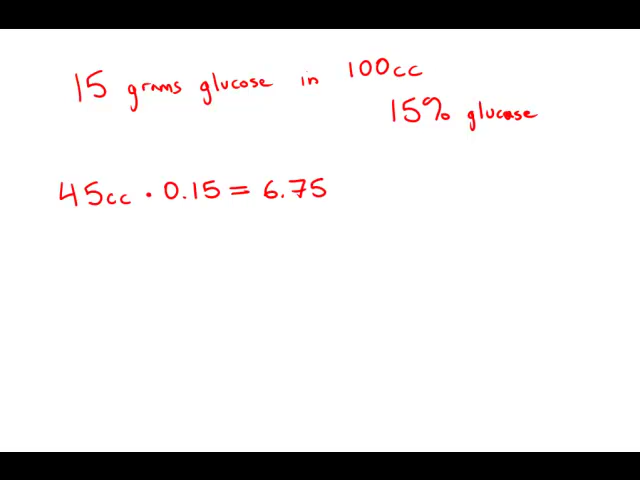 15 grams glucose in 100cc
15% glucose
45cc · 0.15 = 6.75